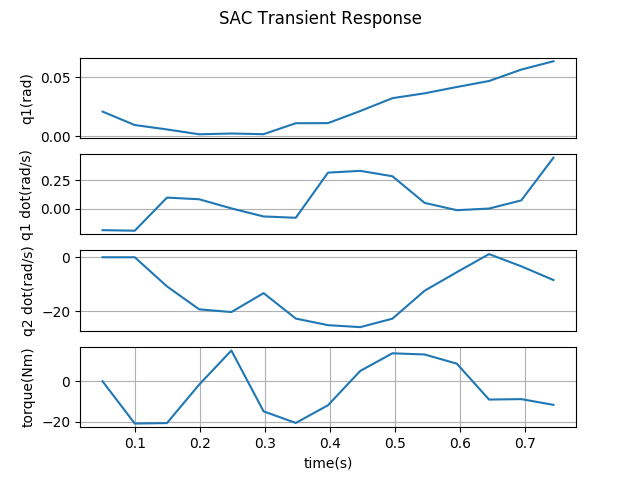 SAC Transient Response
q1(rad)
0.05
0.00
q1 dot(rad/s)
0.25
0.00
q2 dot(rad/s)
0
−20
torque(Nm)
0
−20
0.1 0.2 0.3 0.4 0.5 0.6 0.7
time(s)